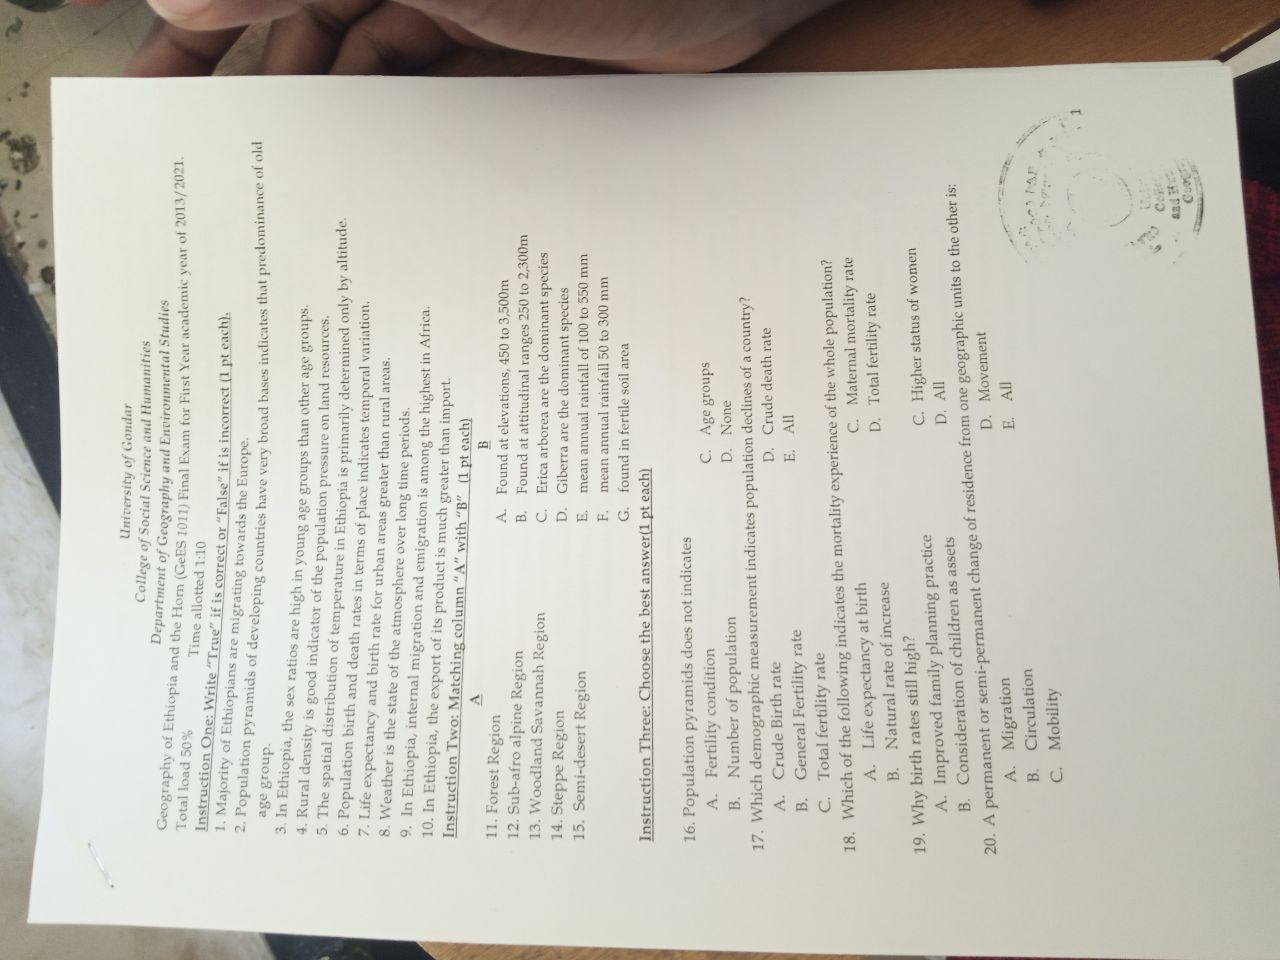 University of Gondar
College of Social Science and Humanities
Department of Geography and Environmental Studies
Geography of Ethiopia and the Horn (GeES 1011) Final Exam for First Year academic year of 2013/2021.
Total load 50% Time allotted 1:10
Instruction One: Write "True" if is correct or "False" if is incorrect (1 pt each).
1. Majority of Ethiopians are migrating towards the Europe.
2. Population pyramids of developing countries have very broad bases indicates that predominance of old
age group.
3. In Ethiopia, the sex ratios are high in young age groups than other age groups.
4. Rural density is good indicator of the population pressure on land resources.
5. The spatial distribution of temperature in Ethiopia is primarily determined only by altitude.
6. Population birth and death rates in terms of place indicates temporal variation.
7. Life expectancy and birth rate for urban areas greater than rural areas.
8. Weather is the state of the atmosphere over long time periods.
9. In Ethiopia, internal migration and emigration is among the highest in Africa.
10. In Ethiopia, the export of its product is much greater than import.
Instruction Two: Matching column "A" with "B" (1 pt each)
A B
11. Forest Region A. Found at elevations, 450 to 3,500m
12. Sub-afro alpine Region B. Found at attitudinal ranges 250 to 2,300m
13. Woodland Savannah Region C. Erica arborea are the dominant species
14. Steppe Region D. Giberra are the dominant species
15. Semi-desert Region E. mean annual rainfall of 100 to 550 mm
F. mean annual rainfall 50 to 300 mm
G. found in fertile soil area
Instruction Three: Choose the best answer(1 pt each)
16. Population pyramids does not indicates
A. Fertility condition C. Age groups
B. Number of population D. None
17. Which demographic measurement indicates population declines of a country?
A. Crude Birth rate D. Crude death rate
B. General Fertility rate E. All
C. Total fertility rate
18. Which of the following indicates the mortality experience of the whole population?
A. Life expectancy at birth C. Maternal mortality rate
B. Natural rate of increase D. Total fertility rate
19. Why birth rates still high?
A. Improved family planning practice C. Higher status of women
B. Consideration of children as assets D. All
20. A permanent or semi-permanent change of residence from one geographic units to the other is:
A. Migration D. Movement
B. Circulation E. All
C. Mobility
1